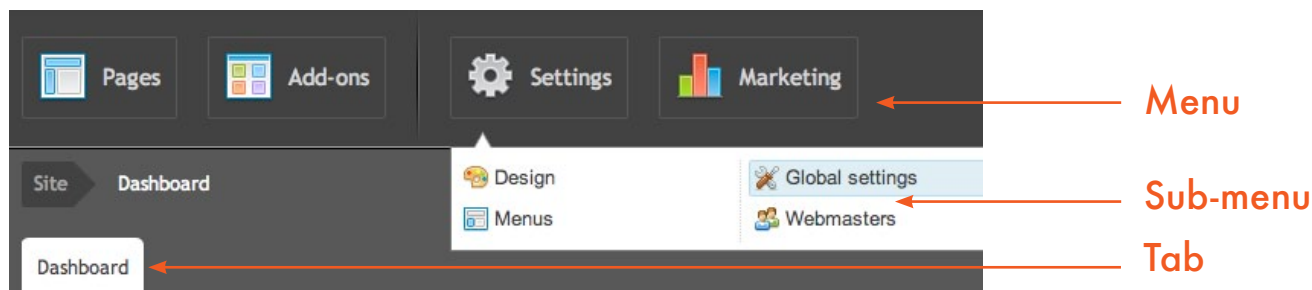 Pages Add-ons Settings Marketing
Menu
Site Dashboard
Design Global settings
Menus Webmasters
Sub-menu
Dashboard
Tab